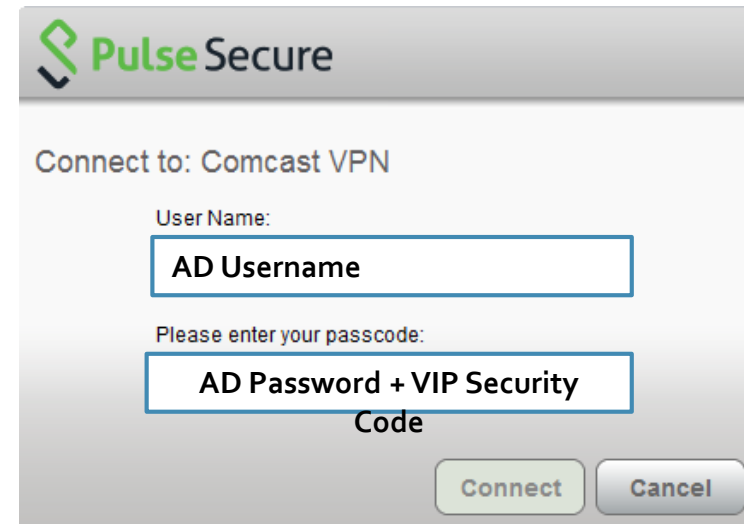 Pulse Secure
Connect to: Comcast VPN
User Name:
AD Username
Please enter your passcode:
AD Password + VIP Security
Code
Connect
Cancel